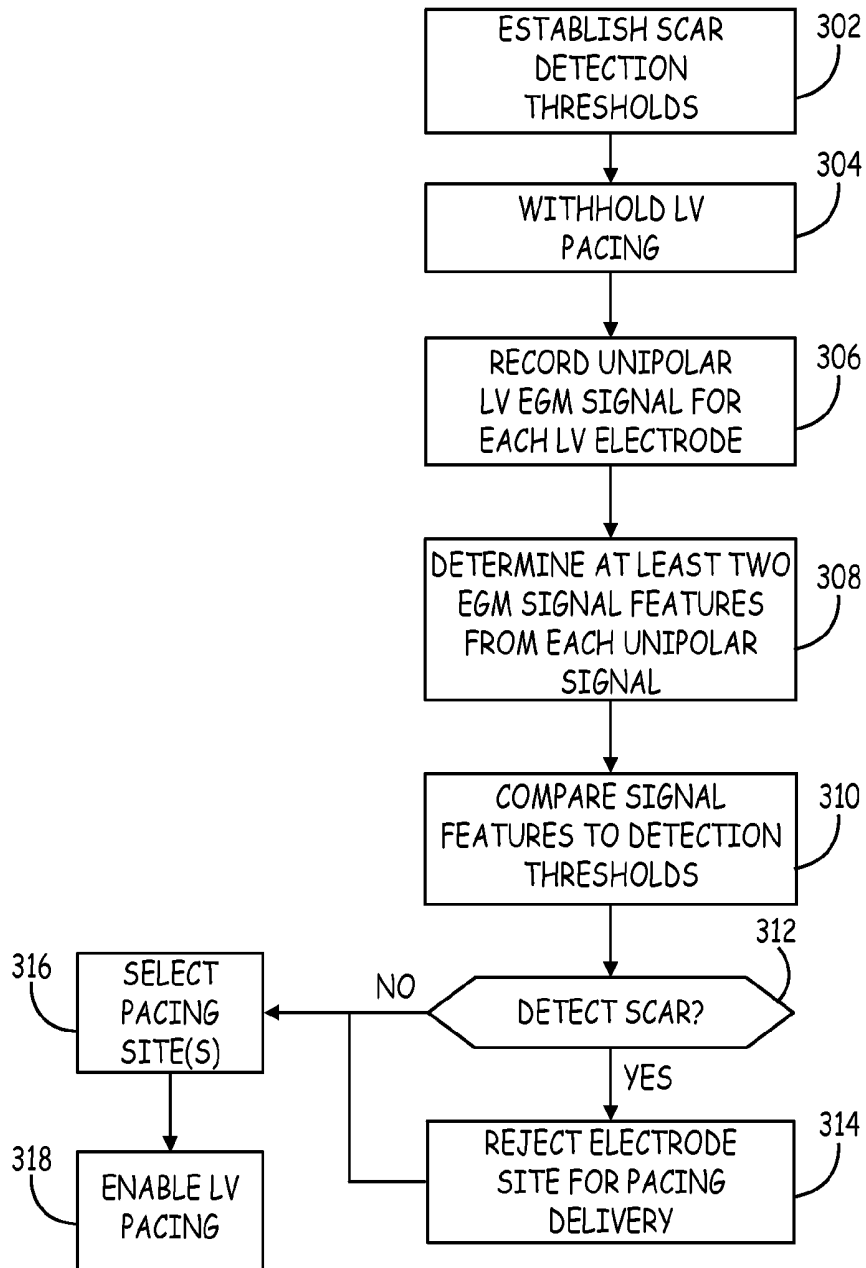 ESTABLISH SCAR
DETECTION
THRESHOLDS
302
WITHHOLD LV
PACING
304
RECORD UNIPOLAR
LV EGM SIGNAL FOR
EACH LV ELECTRODE
306
DETERMINE AT LEAST TWO
EGM SIGNAL FEATURES
FROM EACH UNIPOLAR
SIGNAL
308
COMPARE SIGNAL
FEATURES TO DETECTION
THRESHOLDS
310
DETECT SCAR?
312
NO
YES
REJECT ELECTRODE
SITE FOR PACING
DELIVERY
314
316
SELECT
PACING
SITE(S)
318
ENABLE LV
PACING